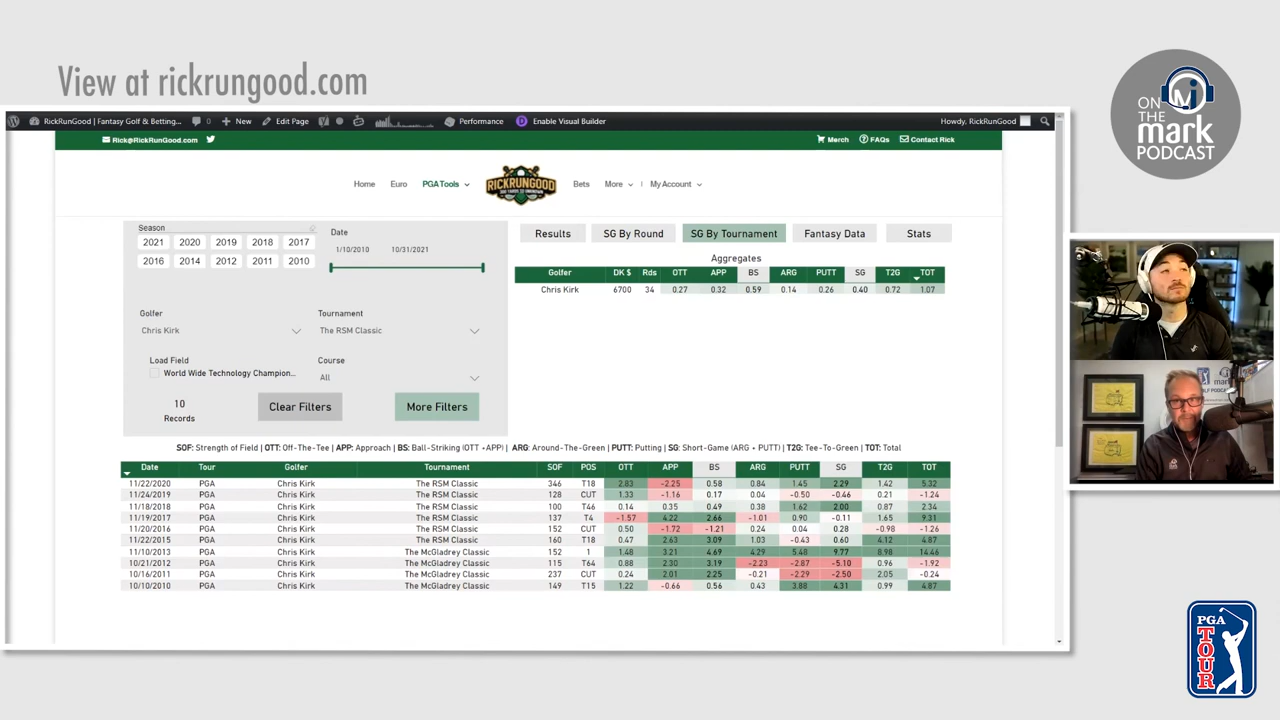 View at rickrungood.com
ON
THE
mark
PODCAST
RickRunGood | Fantasy Golf & Betting... 0 New Edit Page Performance Enable Visual Builder Howdy, RickRunGood
Rick@RickRunGood.com Merch FAQs Contact Rick
Home Euro PGA Tools RICKRUNGOOD Bets More | My Account
Season
2021 2020 2019 2018 2017
2016 2014 2012 2011 2010
Date
1/10/2010 10/31/2021
Results SG By Round SG By Tournament Fantasy Data Stats
Aggregates
Golfer DK $ Rds OTT APP BS ARG PUTT SG T2G TOT
Chris Kirk 6700 34 0.27 0.32 0.59 0.14 0.26 0.40 0.72 1.07
Golfer Tournament
Chris Kirk The RSM Classic
Load Field Course
World Wide Technology Champion... All
10
Records
Clear Filters More Filters
SOF: Strength of Field | OTT: Off-The-Tee | APP: Approach | BS: Ball-Striking (OTT +APP) | ARG: Around-The-Green | PUTT: Putting | SG: Short-Game (ARG + PUTT) | T2G: Tee-To-Green | TOT: Total
Date Tour Golfer Tournament SOF POS OTT APP BS ARG PUTT SG T2G TOT
11/22/2020 PGA Chris Kirk The RSM Classic 346 T18 2.83 -2.25 0.58 0.84 1.45 2.29 1.42 5.32
11/24/2019 PGA Chris Kirk The RSM Classic 128 CUT 1.33 -1.16 0.17 0.04 -0.50 -0.46 0.21 -1.24
11/18/2018 PGA Chris Kirk The RSM Classic 100 T46 0.14 0.35 0.49 0.38 1.62 2.00 0.87 2.34
11/19/2017 PGA Chris Kirk The RSM Classic 137 T4 -1.57 4.22 2.66 -1.01 0.90 -0.11 1.65 9.31
11/20/2016 PGA Chris Kirk The RSM Classic 152 CUT 0.50 -1.72 -1.21 0.24 0.04 0.28 -0.98 -1.26
11/22/2015 PGA Chris Kirk The RSM Classic 160 T18 0.47 2.63 3.09 1.03 -0.43 0.60 4.12 4.87
11/10/2013 PGA Chris Kirk The McGladrey Classic 152 1 1.48 3.21 4.69 4.29 5.48 9.77 8.98 14.46
10/21/2012 PGA Chris Kirk The McGladrey Classic 115 T64 0.88 2.30 3.19 -2.23 -2.87 -5.10 0.96 -1.92
10/16/2011 PGA Chris Kirk The McGladrey Classic 237 CUT 0.24 2.01 2.25 -0.21 -2.29 -2.50 2.05 -0.24
10/10/2010 PGA Chris Kirk The McGladrey Classic 149 T15 1.22 -0.66 0.56 0.43 3.88 4.31 0.99 4.87
PGA
TOUR